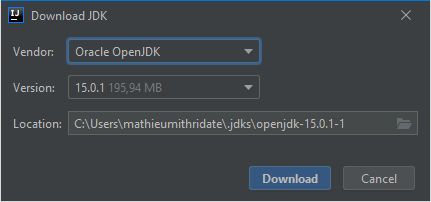 IJ Download JDK
Vendor: Oracle OpenJDK
Version: 15.0.1 195,94 MB
Location: C:\Users\mathieumithridate\.jdks\openjdk-15.0.1-1
Download Cancel